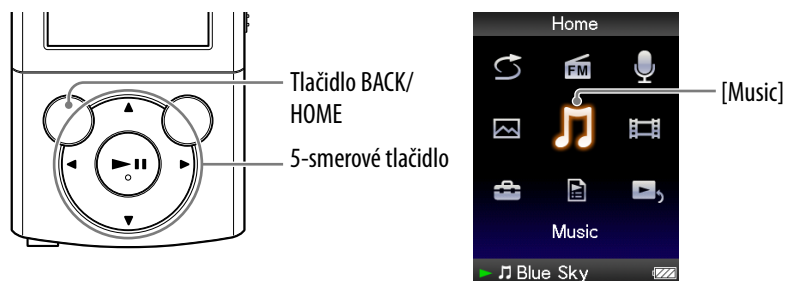 Tlačidlo BACK/
HOME
5-smerové tlačidlo
Home
FM
[Music]
Music
Blue Sky